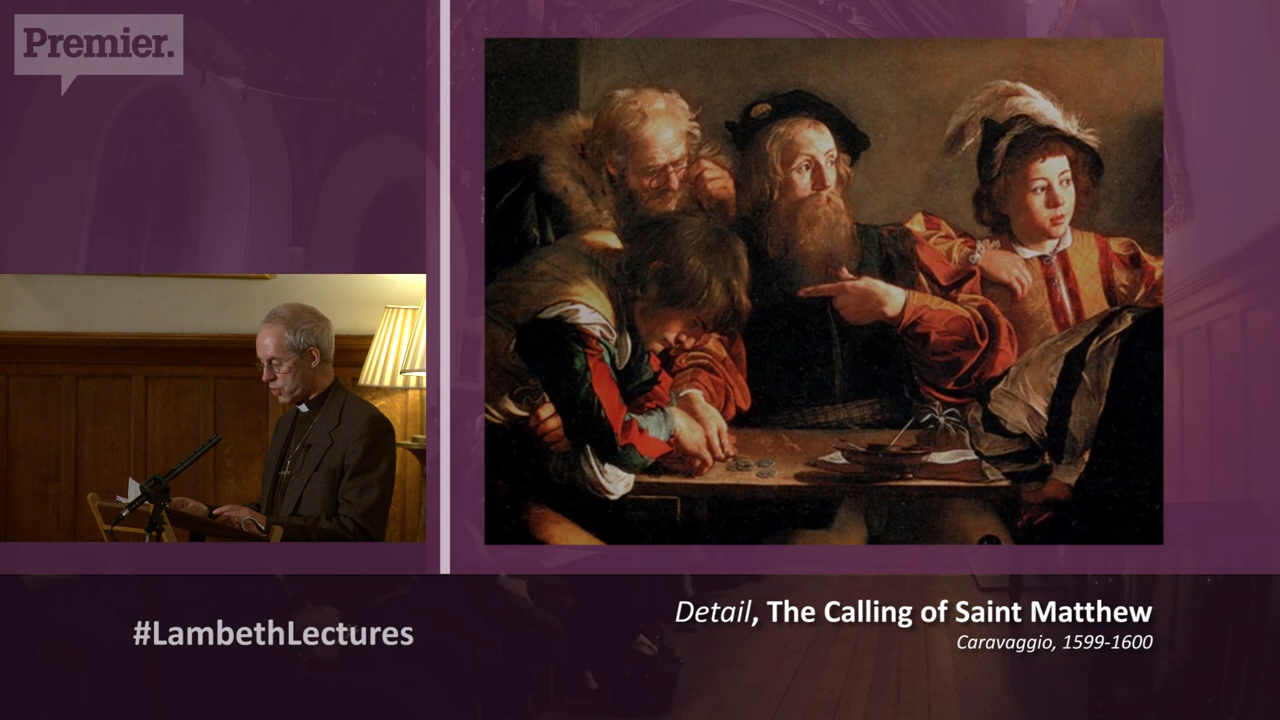 Premier.
#LambethLectures
Detail, The Calling of Saint Matthew
Caravaggio, 1599-1600